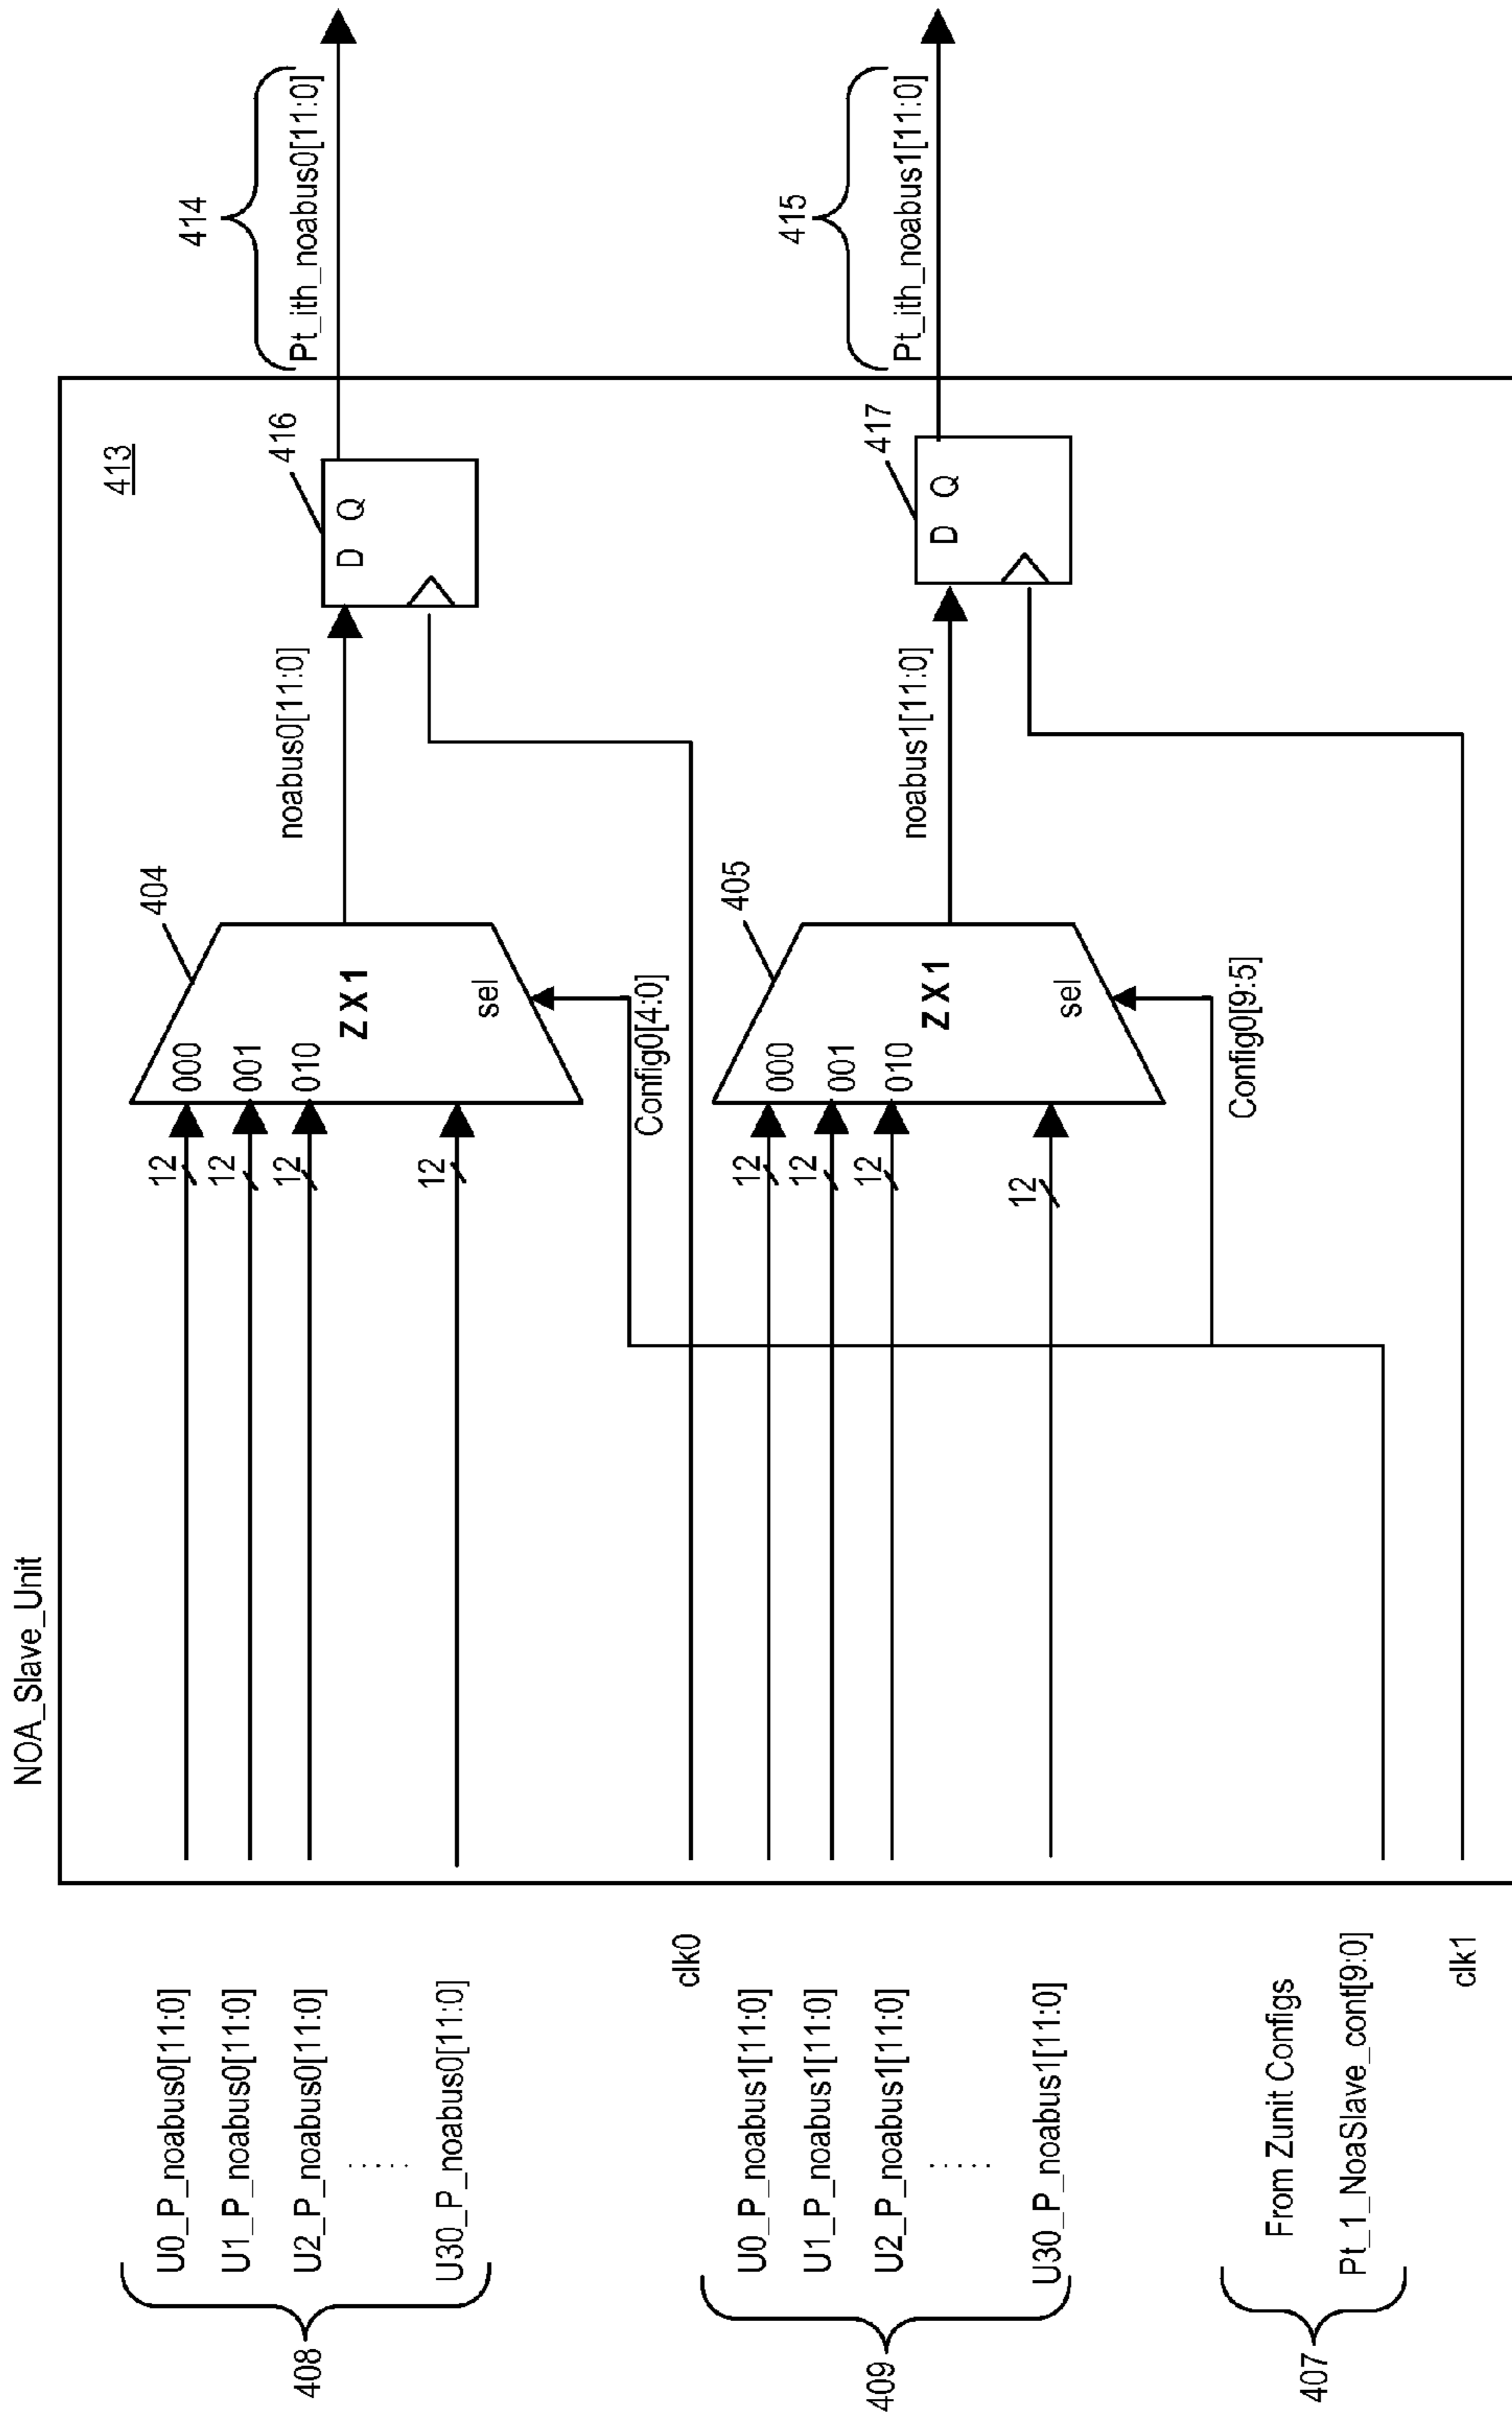 NOA_Slave_Unit
413
408
U0_P_noabus0[11:0]
U1_P_noabus0[11:0]
U2_P_noabus0[11:0]
.....
U30_P_noabus0[11:0]
12
12
12
12
000
001
010
ZX1
sel
404
Config0[4:0]
noabus0[11:0]
D Q
416
414
Pt_ith_noabus0[11:0]
clk0
409
U0_P_noabus1[11:0]
U1_P_noabus1[11:0]
U2_P_noabus1[11:0]
.....
U30_P_noabus1[11:0]
12
12
12
12
000
001
010
ZX1
sel
405
Config0[9:5]
noabus1[11:0]
D Q
417
415
Pt_ith_noabus1[11:0]
407
From Zunit Configs
Pt_1_NoaSlave_cont[9:0]
clk1